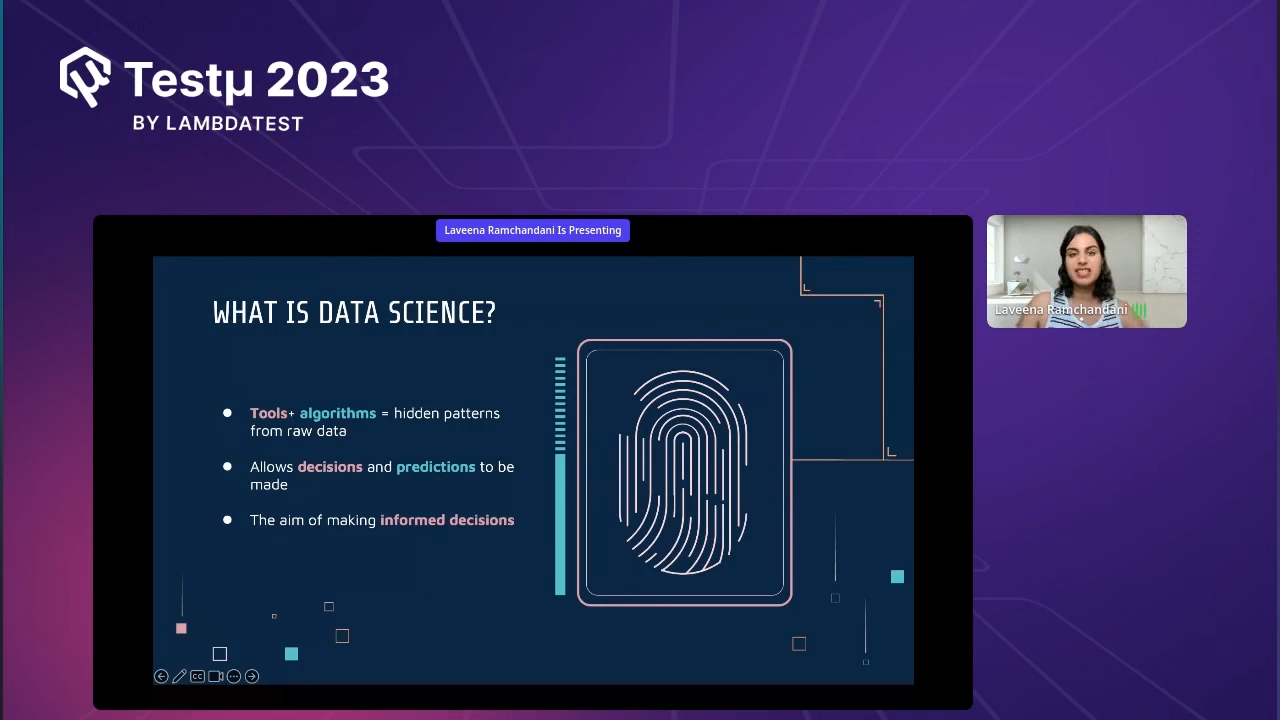 Testμ 2023
BY LAMBDATEST
Laveena Ramchandani Is Presenting
WHAT IS DATA SCIENCE?
Tools+ algorithms = hidden patterns
from raw data
Allows decisions and predictions to be
made
The aim of making informed decisions
CC
Laveena Ramchandani